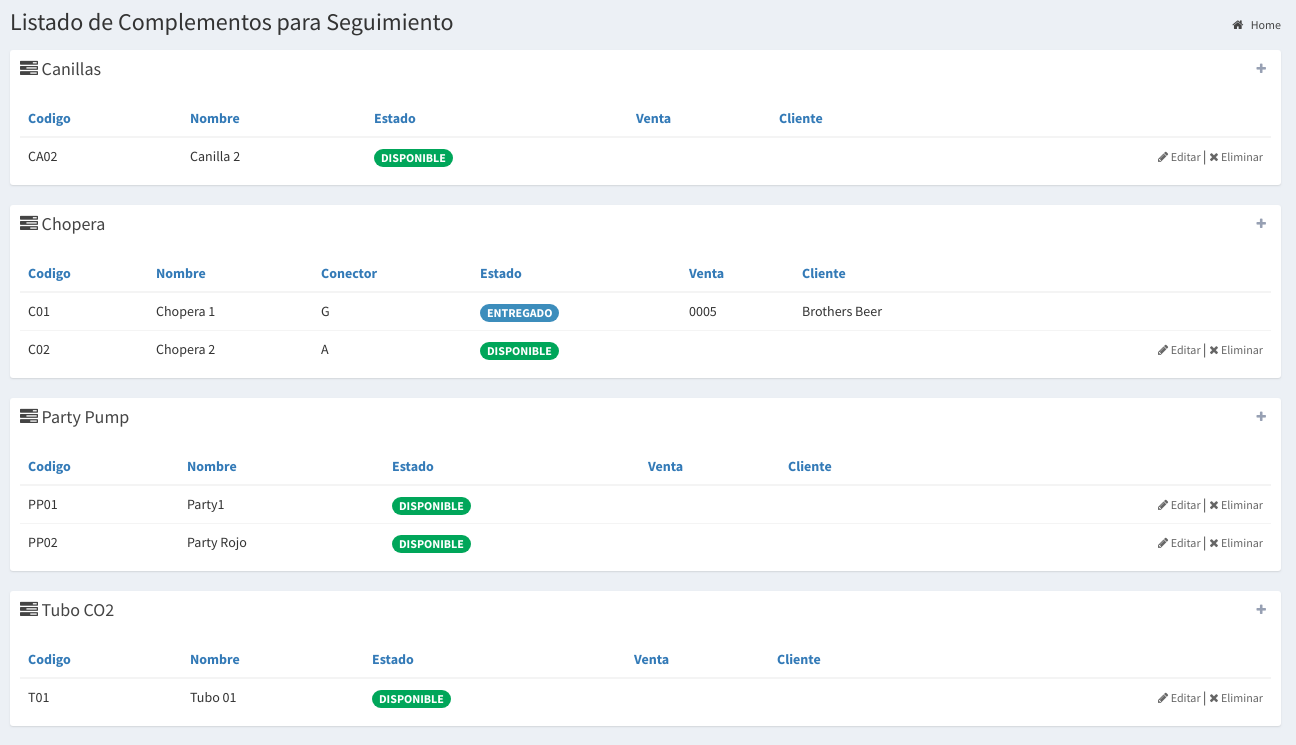 Listado de Complementos para Seguimiento
Home
Canillas
Codigo Nombre Estado Venta Cliente
CA02 Canilla 2 DISPONIBLE Editar | Eliminar
Chopera
Codigo Nombre Conector Estado Venta Cliente
C01 Chopera 1 G ENTREGADO 0005 Brothers Beer
C02 Chopera 2 A DISPONIBLE Editar | Eliminar
Party Pump
Codigo Nombre Estado Venta Cliente
PP01 Party1 DISPONIBLE Editar | Eliminar
PP02 Party Rojo DISPONIBLE Editar | Eliminar
Tubo CO2
Codigo Nombre Estado Venta Cliente
T01 Tubo 01 DISPONIBLE Editar | Eliminar